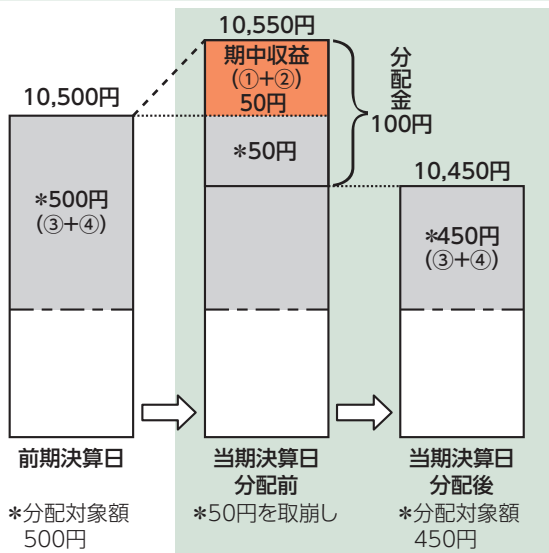 10,550円
期中収益
(①+②)
50円
分配金
100円
10,500円
*50円
10,450円
*500円
(③+④)
*450円
(③+④)
前期決算日
当期決算日
分配前
当期決算日
分配後
*分配対象額
500円
*50円を取崩し
*分配対象額
450円